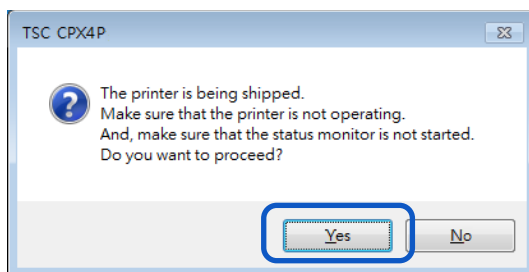 TSC CPX4P
The printer is being shipped.
Make sure that the printer is not operating.
And, make sure that the status monitor is not started.
Do you want to proceed?
Yes
No